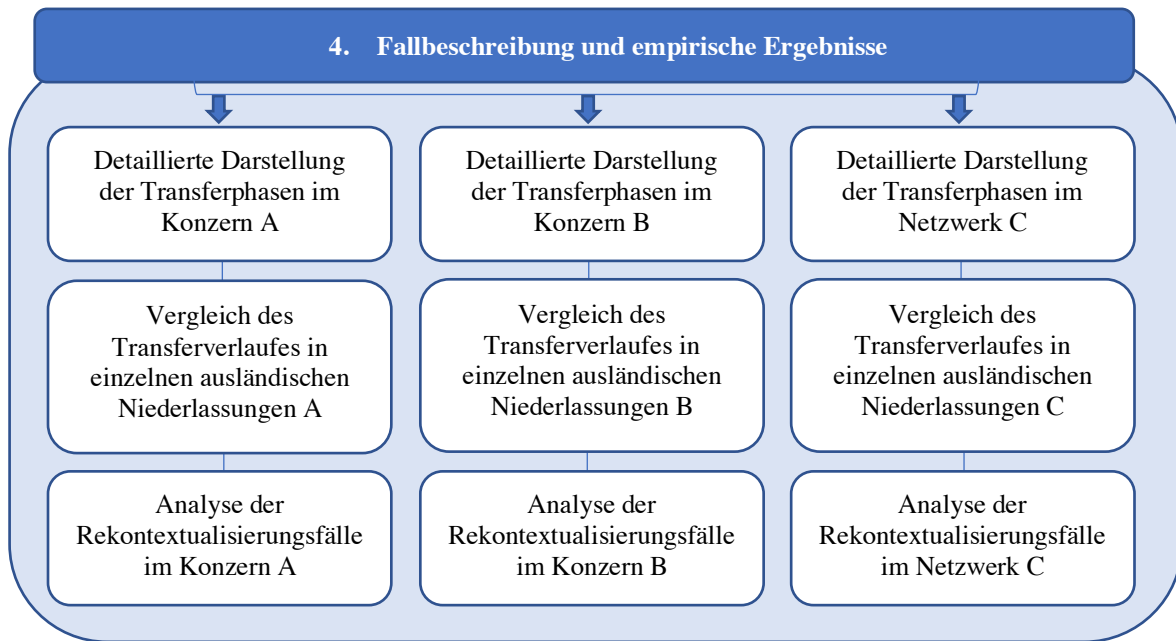 4. Fallbeschreibung und empirische Ergebnisse
Detaillierte Darstellung
der Transferphasen im
Konzern A
Detaillierte Darstellung
der Transferphasen im
Konzern B
Detaillierte Darstellung
der Transferphasen im
Netzwerk C
Vergleich des
Transferverlaufes in
einzelnen ausländischen
Niederlassungen A
Vergleich des
Transferverlaufes in
einzelnen ausländischen
Niederlassungen B
Vergleich des
Transferverlaufes in
einzelnen ausländischen
Niederlassungen C
Analyse der
Rekontextualisierungsfälle
im Konzern A
Analyse der
Rekontextualisierungsfälle
im Konzern B
Analyse der
Rekontextualisierungsfälle
im Netzwerk C